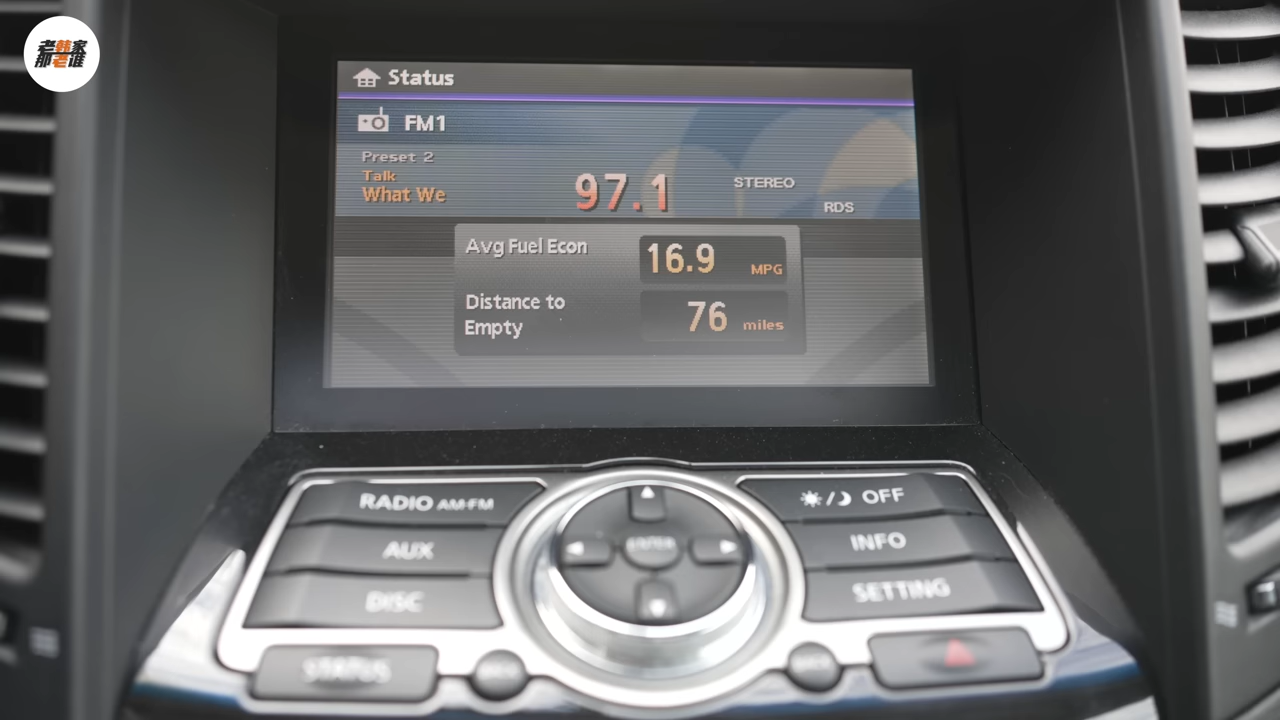 老韩家
那老谁
Status
FM1
Preset 2
Talk
What We
97.1
STEREO
RDS
Avg Fuel Econ
16.9 MPG
Distance to
Empty
76 miles
RADIO AM·FM
AUX
DISC
ENTER
OFF
INFO
SETTING
STATUS